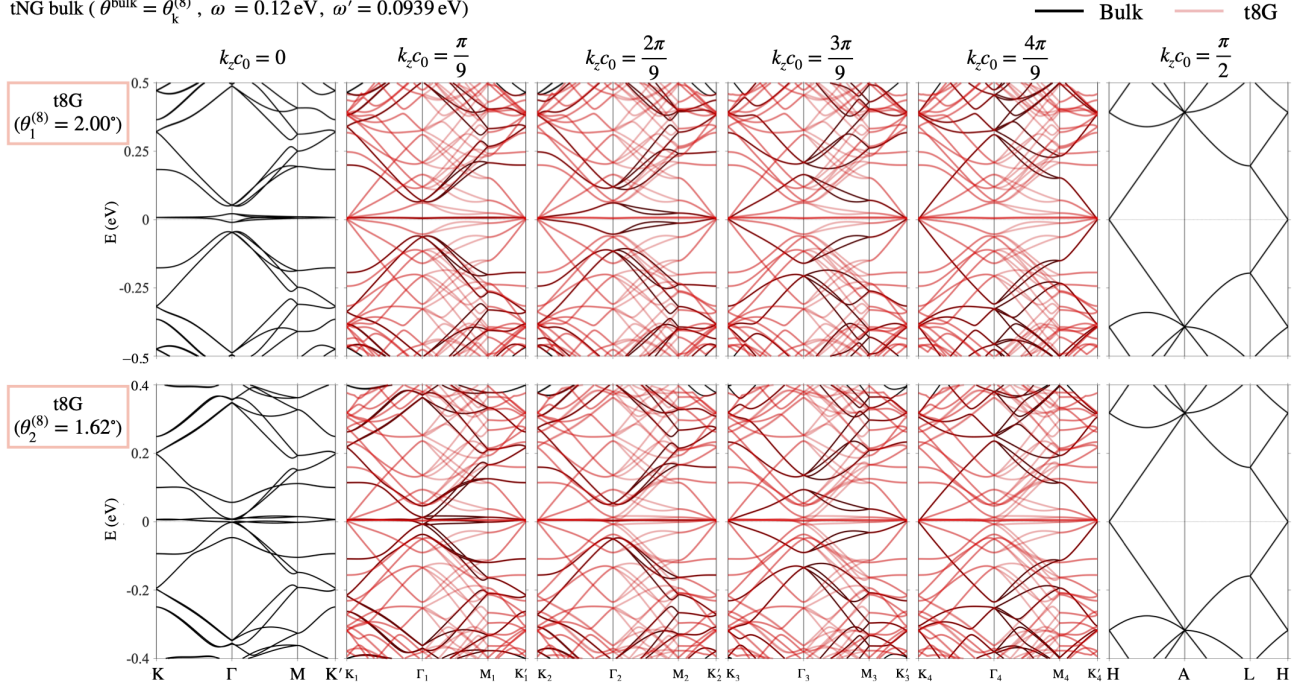 tNG bulk ( θ^bulk = θ_k^(8) , ω = 0.12 eV, ω′ = 0.0939 eV)
Bulk t8G
k_z c_0 = 0 k_z c_0 = π/9 k_z c_0 = 2π/9 k_z c_0 = 3π/9 k_z c_0 = 4π/9 k_z c_0 = π/2
t8G
(θ_1^(8) = 2.00°)
0.5
0.25
0
-0.25
−0.5
E (eV)
t8G
(θ_2^(8) = 1.62°)
0.4
0.2
0
-0.2
-0.4
E (eV)
K Γ M K′ K_1 Γ_1 M_1 K′_1 K_2 Γ_2 M_2 K′_2 K_3 Γ_3 M_3 K′_3 K_4 Γ_4 M_4 K′_4 H A L H